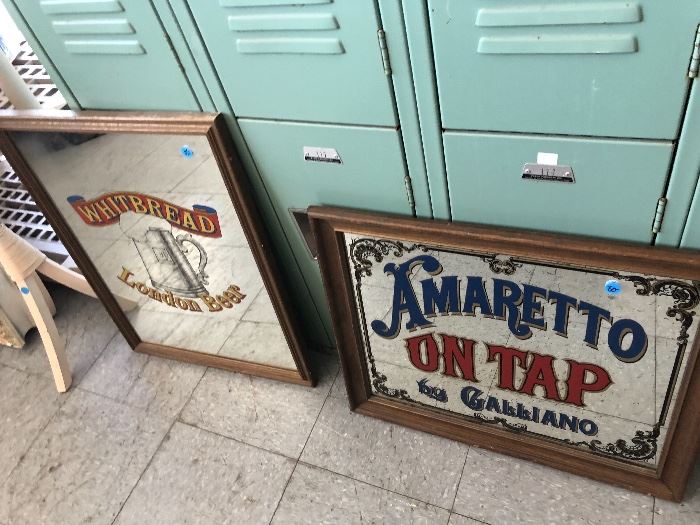 WHITBREAD
London Beer
AMARETTO
ON TAP
by GALLIANO